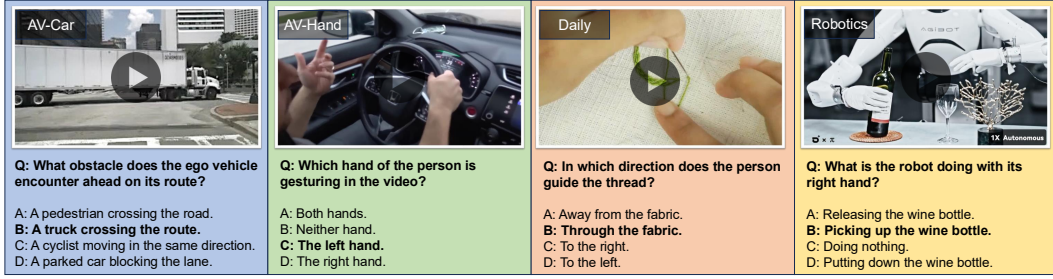 AV-Car
Q: What obstacle does the ego vehicle
encounter ahead on its route?
A: A pedestrian crossing the road.
B: A truck crossing the route.
C: A cyclist moving in the same direction.
D: A parked car blocking the lane.
AV-Hand
Q: Which hand of the person is
gesturing in the video?
A: Both hands.
B: Neither hand.
C: The left hand.
D: The right hand.
Daily
Q: In which direction does the person
guide the thread?
A: Away from the fabric.
B: Through the fabric.
C: To the right.
D: To the left.
Robotics
AGIBOT
1X Autonomous
Q: What is the robot doing with its
right hand?
A: Releasing the wine bottle.
B: Picking up the wine bottle.
C: Doing nothing.
D: Putting down the wine bottle.